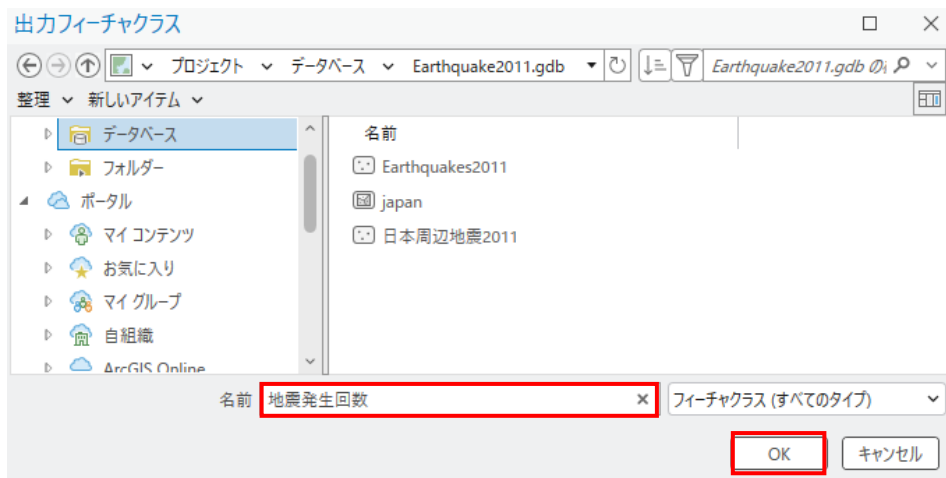 出力フィーチャクラス
プロジェクト データベース Earthquake2011.gdb Earthquake2011.gdb の
整理 新しいアイテム
データベース
フォルダー
ポータル
マイ コンテンツ
お気に入り
マイ グループ
自組織
ArcGIS Online
名前
Earthquakes2011
japan
日本周辺地震2011
名前 地震発生回数 フィーチャクラス (すべてのタイプ)
OK キャンセル